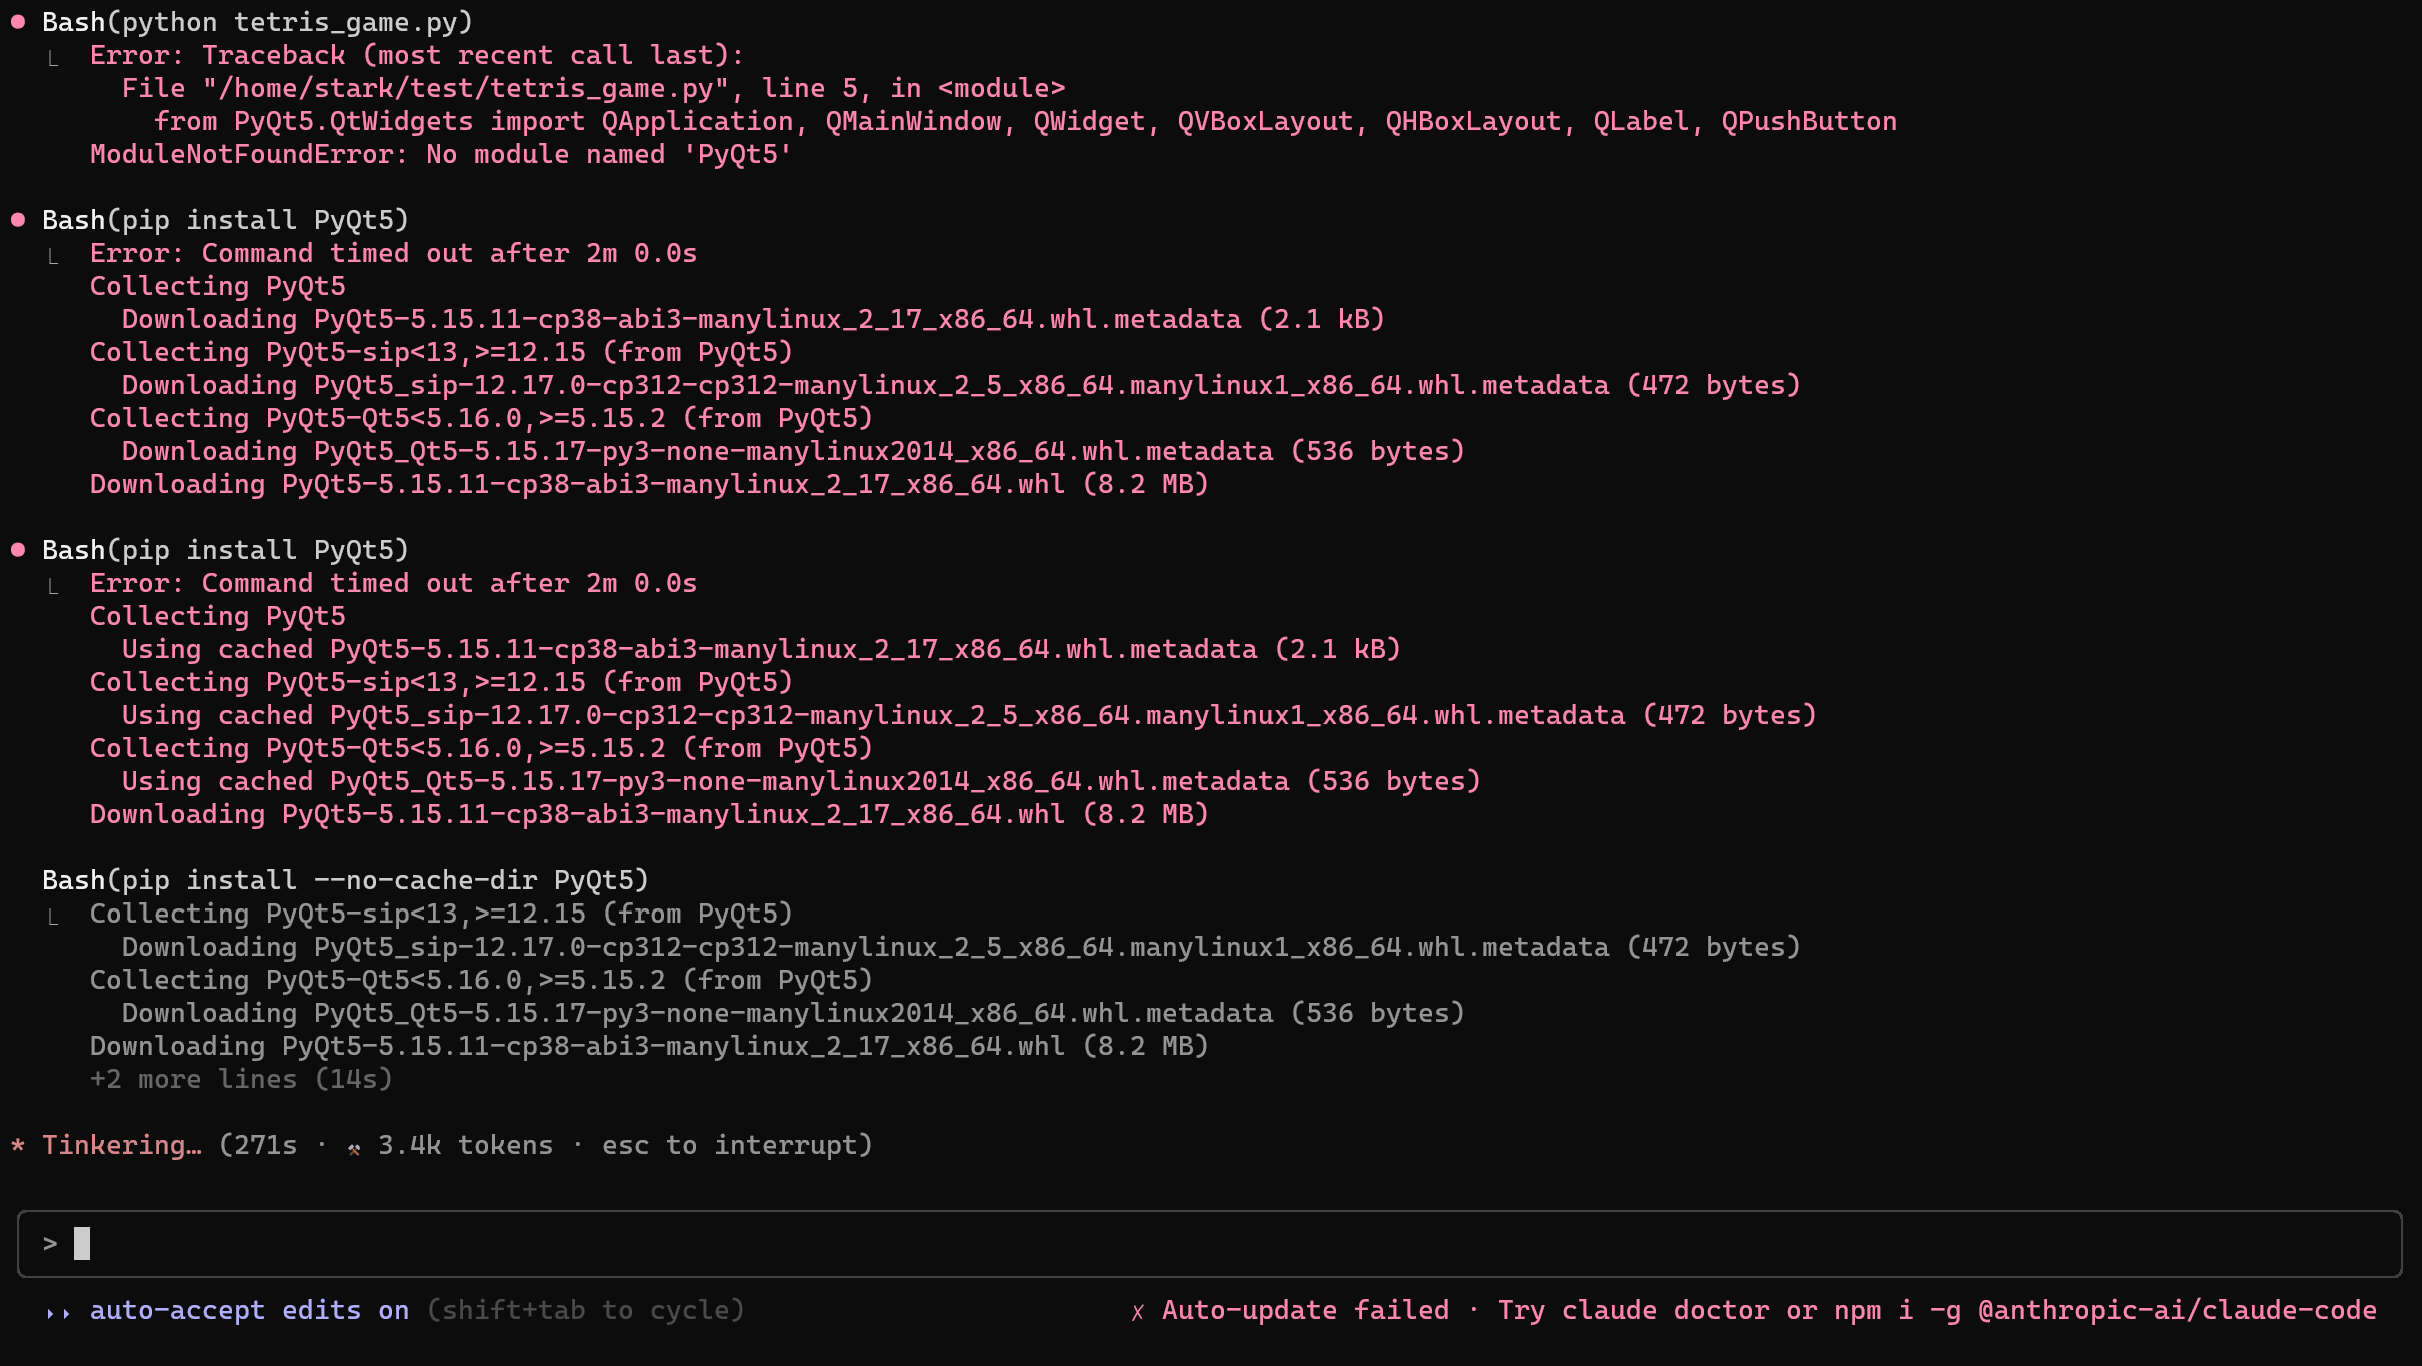 ● Bash(python tetris_game.py)
⎿ Error: Traceback (most recent call last):
File "/home/stark/test/tetris_game.py", line 5, in <module>
from PyQt5.QtWidgets import QApplication, QMainWindow, QWidget, QVBoxLayout, QHBoxLayout, QLabel, QPushButton
ModuleNotFoundError: No module named 'PyQt5'
● Bash(pip install PyQt5)
⎿ Error: Command timed out after 2m 0.0s
Collecting PyQt5
Downloading PyQt5-5.15.11-cp38-abi3-manylinux_2_17_x86_64.whl.metadata (2.1 kB)
Collecting PyQt5-sip<13,>=12.15 (from PyQt5)
Downloading PyQt5_sip-12.17.0-cp312-cp312-manylinux_2_5_x86_64.manylinux1_x86_64.whl.metadata (472 bytes)
Collecting PyQt5-Qt5<5.16.0,>=5.15.2 (from PyQt5)
Downloading PyQt5_Qt5-5.15.17-py3-none-manylinux2014_x86_64.whl.metadata (536 bytes)
Downloading PyQt5-5.15.11-cp38-abi3-manylinux_2_17_x86_64.whl (8.2 MB)
● Bash(pip install PyQt5)
⎿ Error: Command timed out after 2m 0.0s
Collecting PyQt5
Using cached PyQt5-5.15.11-cp38-abi3-manylinux_2_17_x86_64.whl.metadata (2.1 kB)
Collecting PyQt5-sip<13,>=12.15 (from PyQt5)
Using cached PyQt5_sip-12.17.0-cp312-cp312-manylinux_2_5_x86_64.manylinux1_x86_64.whl.metadata (472 bytes)
Collecting PyQt5-Qt5<5.16.0,>=5.15.2 (from PyQt5)
Using cached PyQt5_Qt5-5.15.17-py3-none-manylinux2014_x86_64.whl.metadata (536 bytes)
Downloading PyQt5-5.15.11-cp38-abi3-manylinux_2_17_x86_64.whl (8.2 MB)
Bash(pip install --no-cache-dir PyQt5)
⎿ Collecting PyQt5-sip<13,>=12.15 (from PyQt5)
Downloading PyQt5_sip-12.17.0-cp312-cp312-manylinux_2_5_x86_64.manylinux1_x86_64.whl.metadata (472 bytes)
Collecting PyQt5-Qt5<5.16.0,>=5.15.2 (from PyQt5)
Downloading PyQt5_Qt5-5.15.17-py3-none-manylinux2014_x86_64.whl.metadata (536 bytes)
Downloading PyQt5-5.15.11-cp38-abi3-manylinux_2_17_x86_64.whl (8.2 MB)
+2 more lines (14s)
* Tinkering… (271s · ⚒ 3.4k tokens · esc to interrupt)
>
⏵⏵ auto-accept edits on (shift+tab to cycle)
✗ Auto-update failed · Try claude doctor or npm i -g @anthropic-ai/claude-code